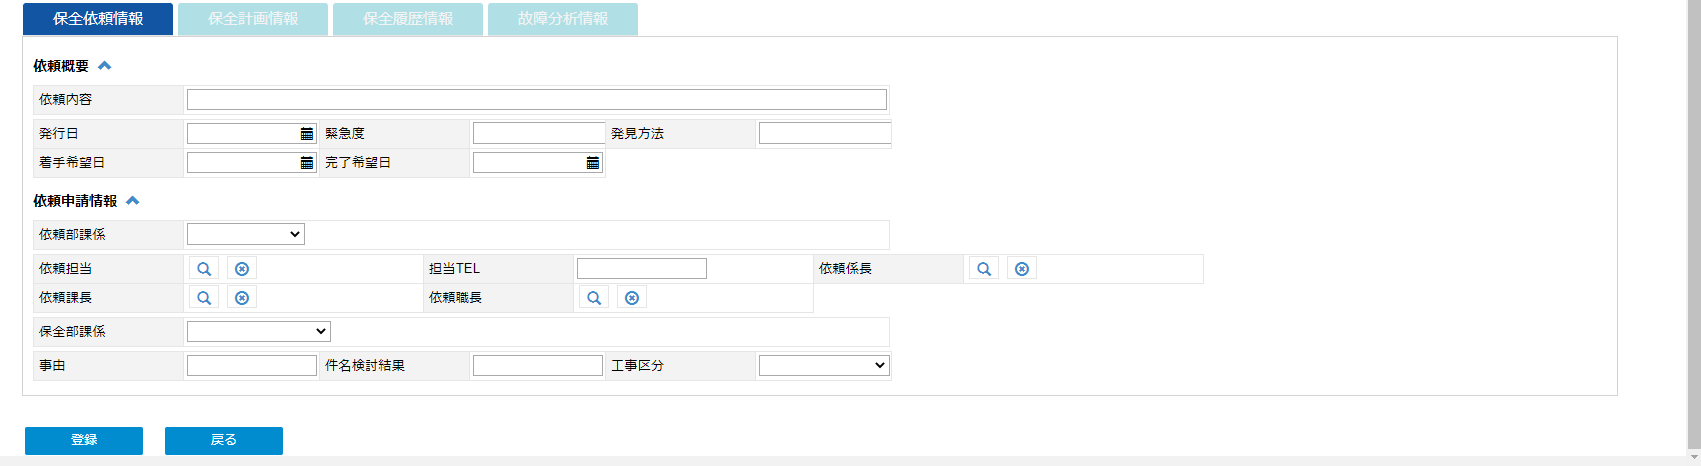 保全依頼情報 保全計画情報 保全履歴情報 故障分析情報
依頼概要
依頼内容
発行日 緊急度 発見方法
着手希望日 完了希望日
依頼申請情報
依頼部課係
依頼担当 担当TEL 依頼係長
依頼課長 依頼職長
保全部課係
事由 件名検討結果 工事区分
登録 戻る